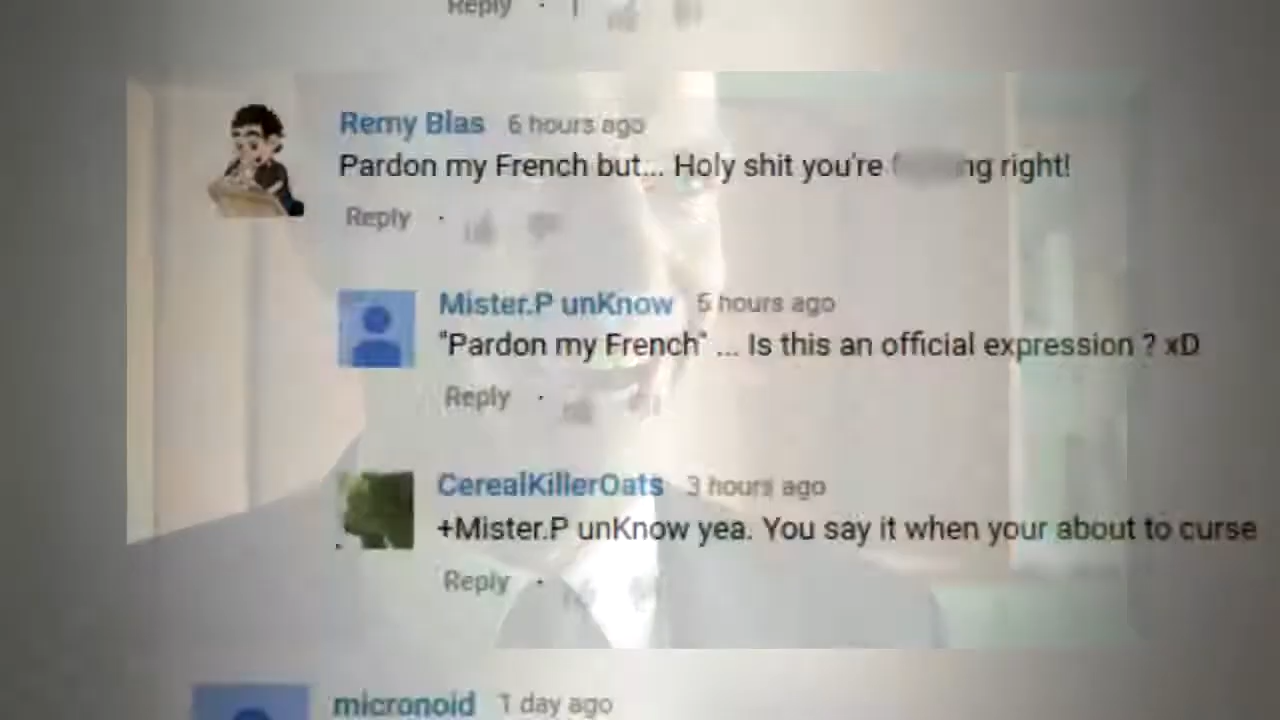 Reply · 1
Remy Blas 6 hours ago
Pardon my French but... Holy shit you're ng right!
Reply ·
Mister.P unKnow 5 hours ago
"Pardon my French" ... Is this an official expression ? xD
Reply ·
CerealKillerOats 3 hours ago
+Mister.P unKnow yea. You say it when your about to curse
Reply ·
micronoid 1 day ago